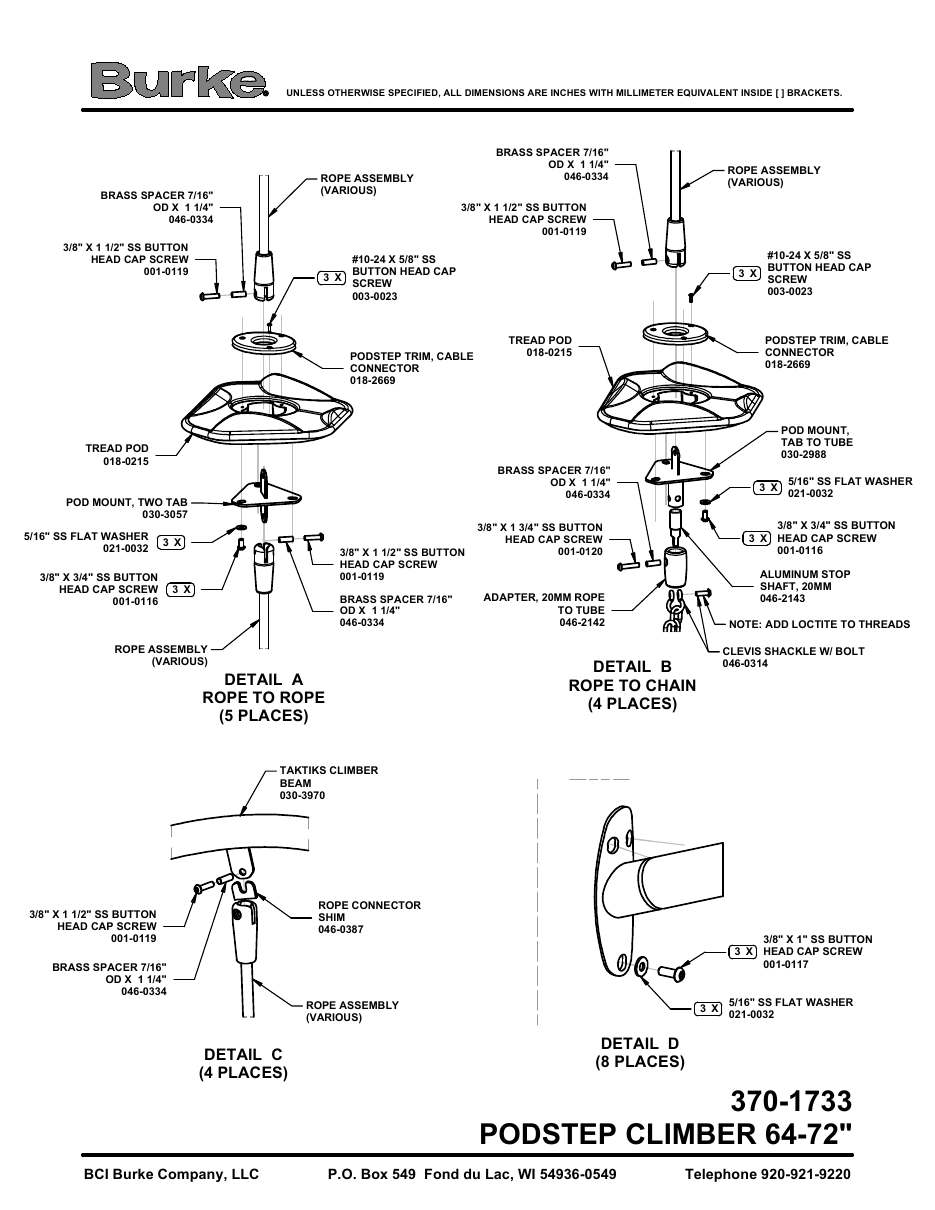 Burke
UNLESS OTHERWISE SPECIFIED, ALL DIMENSIONS ARE INCHES WITH MILLIMETER EQUIVALENT INSIDE [ ] BRACKETS.
ROPE ASSEMBLY
(VARIOUS)
BRASS SPACER 7/16"
OD X  1 1/4"
046-0334
3/8" X 1 1/2" SS BUTTON
HEAD CAP SCREW
001-0119
3 X
#10-24 X 5/8" SS
BUTTON HEAD CAP
SCREW
003-0023
PODSTEP TRIM, CABLE
CONNECTOR
018-2669
TREAD POD
018-0215
POD MOUNT, TWO TAB
030-3057
5/16" SS FLAT WASHER
021-0032
3 X
3/8" X 3/4" SS BUTTON
HEAD CAP SCREW
001-0116
3 X
3/8" X 1 1/2" SS BUTTON
HEAD CAP SCREW
001-0119
BRASS SPACER 7/16"
OD X  1 1/4"
046-0334
ROPE ASSEMBLY
(VARIOUS)
DETAIL  A
ROPE TO ROPE
(5 PLACES)
BRASS SPACER 7/16"
OD X  1 1/4"
046-0334
ROPE ASSEMBLY
(VARIOUS)
3/8" X 1 1/2" SS BUTTON
HEAD CAP SCREW
001-0119
3 X
#10-24 X 5/8" SS
BUTTON HEAD CAP
SCREW
003-0023
TREAD POD
018-0215
PODSTEP TRIM, CABLE
CONNECTOR
018-2669
POD MOUNT,
TAB TO TUBE
030-2988
BRASS SPACER 7/16"
OD X  1 1/4"
046-0334
3 X
5/16" SS FLAT WASHER
021-0032
3/8" X 1 3/4" SS BUTTON
HEAD CAP SCREW
001-0120
3 X
3/8" X 3/4" SS BUTTON
HEAD CAP SCREW
001-0116
ALUMINUM STOP
SHAFT, 20MM
046-2143
ADAPTER, 20MM ROPE
TO TUBE
046-2142
NOTE: ADD LOCTITE TO THREADS
CLEVIS SHACKLE W/ BOLT
046-0314
DETAIL  B
ROPE TO CHAIN
(4 PLACES)
TAKTIKS CLIMBER
BEAM
030-3970
3/8" X 1 1/2" SS BUTTON
HEAD CAP SCREW
001-0119
ROPE CONNECTOR
SHIM
046-0387
BRASS SPACER 7/16"
OD X  1 1/4"
046-0334
ROPE ASSEMBLY
(VARIOUS)
DETAIL  C
(4 PLACES)
3 X
3/8" X 1" SS BUTTON
HEAD CAP SCREW
001-0117
3 X
5/16" SS FLAT WASHER
021-0032
DETAIL  D
(8 PLACES)
370-1733
PODSTEP CLIMBER 64-72"
BCI Burke Company, LLC
P.O. Box 549  Fond du Lac, WI 54936-0549
Telephone 920-921-9220